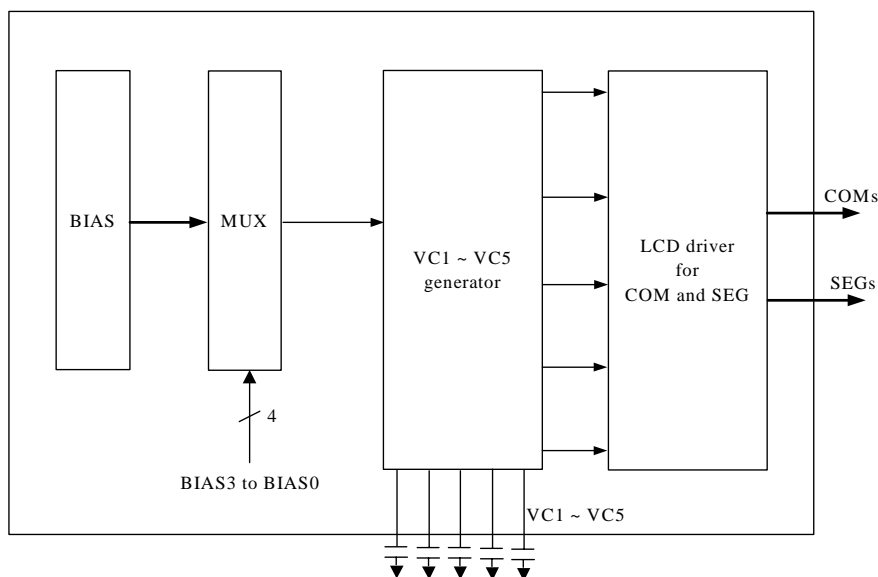 BIAS
MUX
VC1 ~ VC5
generator
LCD driver
for
COM and SEG
COMs
SEGs
4
BIAS3 to BIAS0
VC1 ~ VC5